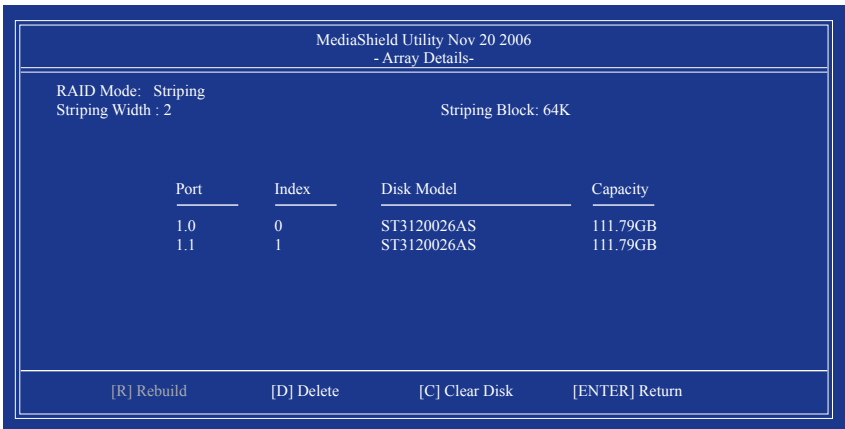 MediaShield Utility Nov 20 2006
- Array Details-
RAID Mode: Striping
Striping Width : 2 Striping Block: 64K
Port Index Disk Model Capacity
1.0 0 ST3120026AS 111.79GB
1.1 1 ST3120026AS 111.79GB
[R] Rebuild [D] Delete [C] Clear Disk [ENTER] Return